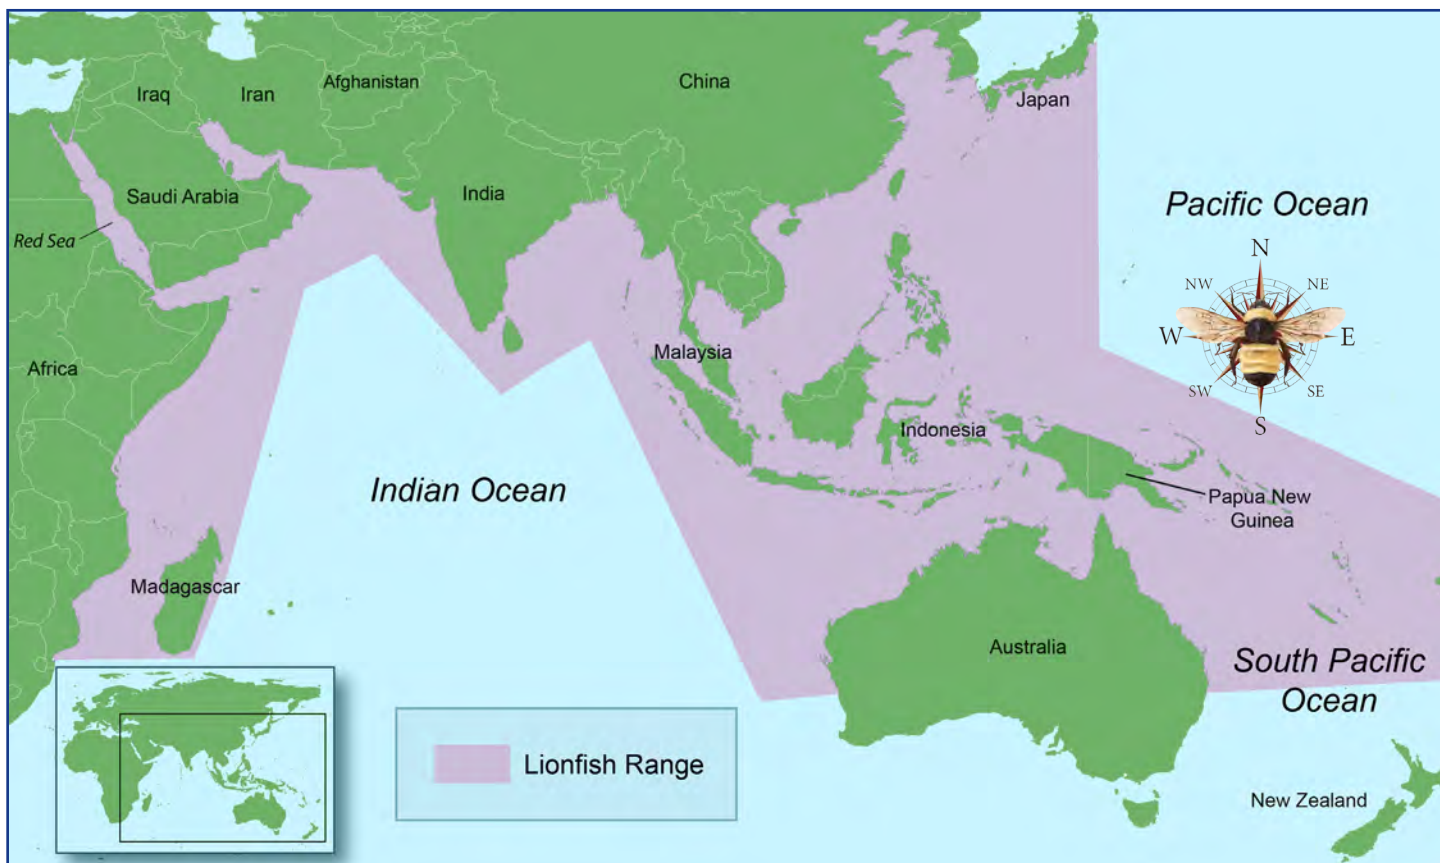 Iraq
Iran
Afghanistan
China
Japan
Saudi Arabia
India
Pacific Ocean
Red Sea
N
NW
NE
W
E
SW
SE
S
Africa
Malaysia
Indonesia
Indian Ocean
Papua New
Guinea
Madagascar
Australia
South Pacific
Ocean
Lionfish Range
New Zealand